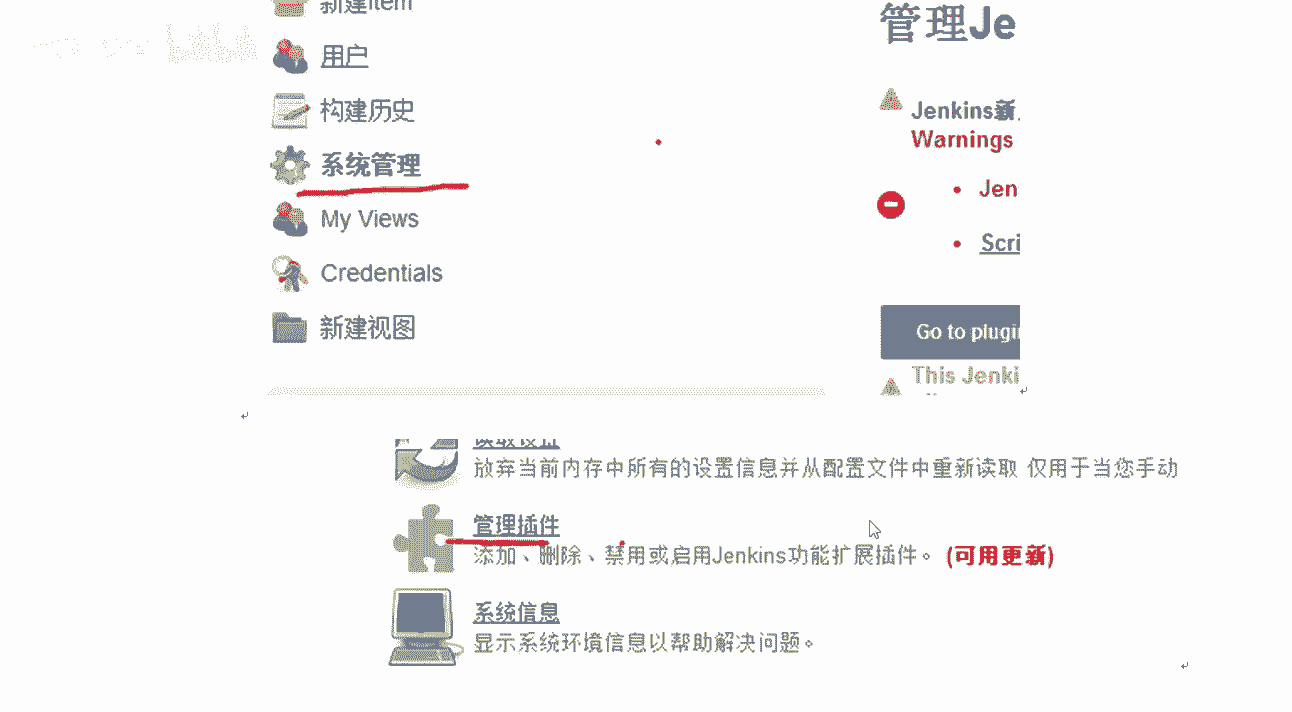 新建Item
用户
构建历史
系统管理
My Views
Credentials
新建视图
管理Je
Jenkins新
Warnings
Jen
Scri
Go to plugin
This Jenki
读取设置
放弃当前内存中所有的设置信息并从配置文件中重新读取 仅用于当您手动
管理插件
添加、删除、禁用或启用Jenkins功能扩展插件。 (可用更新)
系统信息
显示系统环境信息以帮助解决问题。